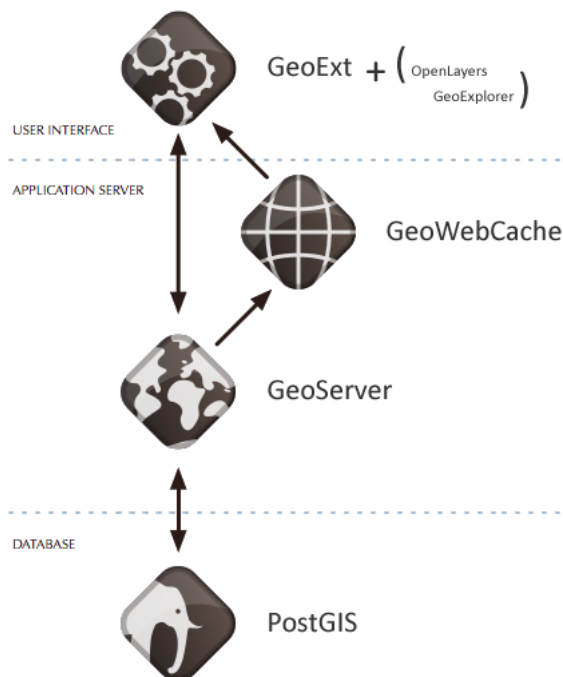 GeoExt + ( OpenLayers
GeoExplorer )
USER INTERFACE
APPLICATION SERVER
GeoWebCache
GeoServer
DATABASE
PostGIS